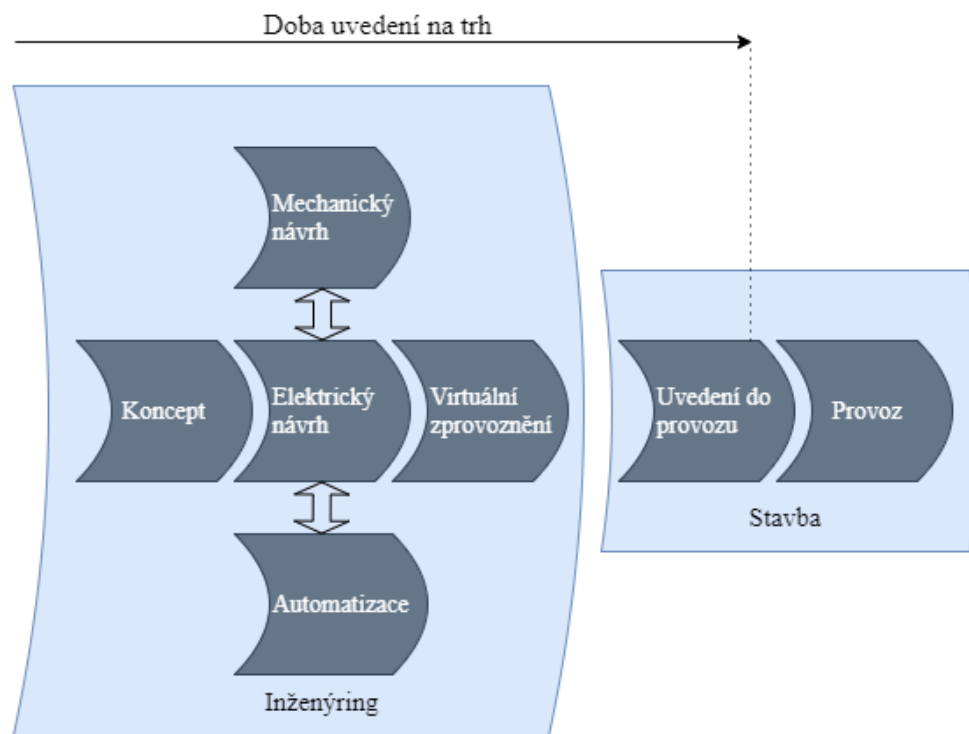 Doba uvedení na trh
Mechanický
návrh
Koncept
Elektrický
návrh
Virtuální
zprovoznění
Uvedení do
provozu
Provoz
Stavba
Automatizace
Inženýring